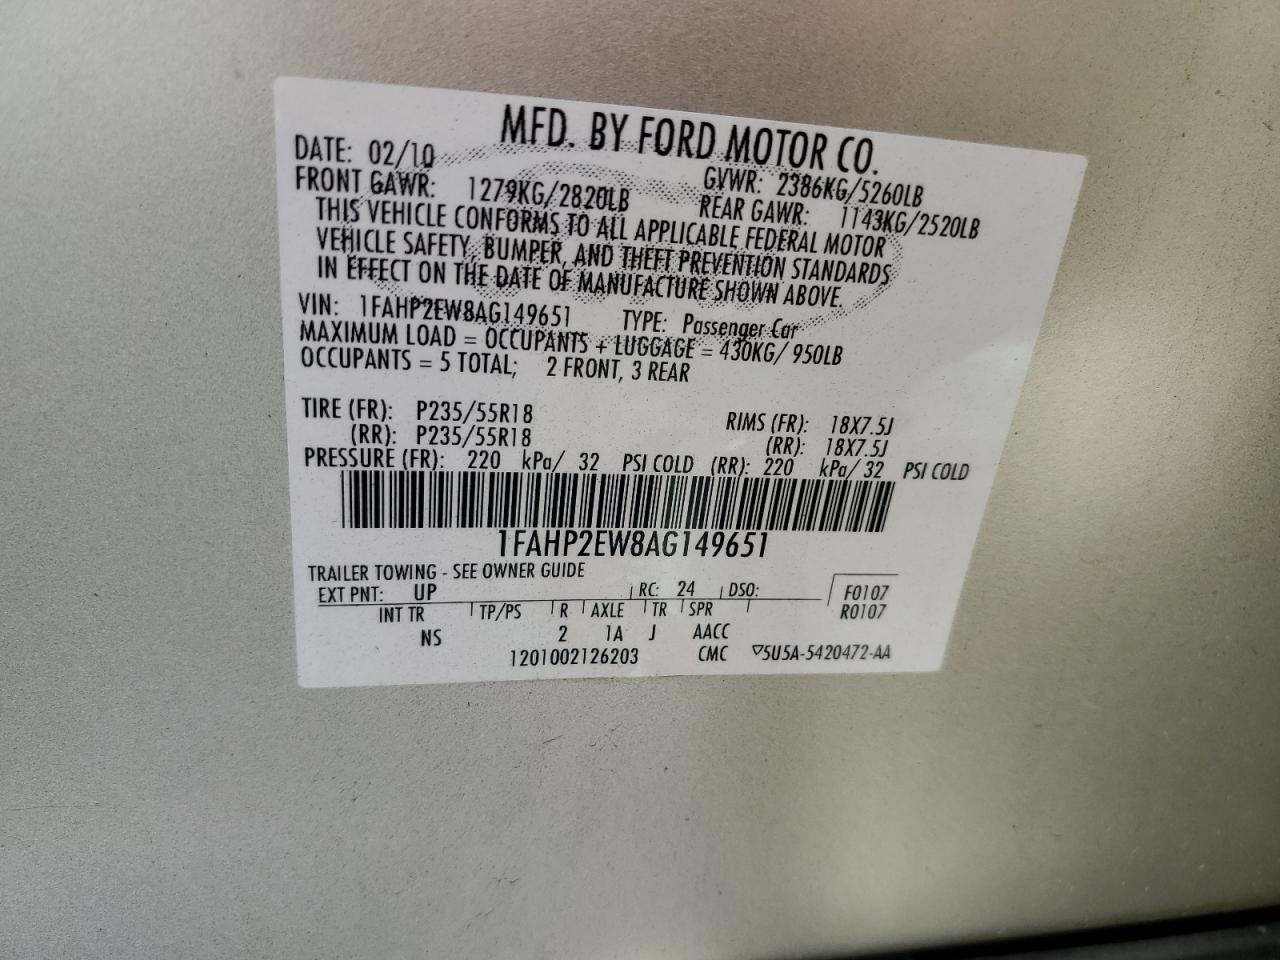 MFD. BY FORD MOTOR CO.
DATE: 02/10 GVWR: 2386KG/5260LB
FRONT GAWR: 1279KG/2820LB REAR GAWR: 1143KG/2520LB
THIS VEHICLE CONFORMS TO ALL APPLICABLE FEDERAL MOTOR
VEHICLE SAFETY, BUMPER, AND THEFT PREVENTION STANDARDS
IN EFFECT ON THE DATE OF MANUFACTURE SHOWN ABOVE.
VIN: 1FAHP2EW8AG149651 TYPE: Passenger Car
MAXIMUM LOAD = OCCUPANTS + LUGGAGE = 430KG/ 950LB
OCCUPANTS = 5 TOTAL; 2 FRONT, 3 REAR
TIRE (FR): P235/55R18 RIMS (FR): 18X7.5J
(RR): P235/55R18 (RR): 18X7.5J
PRESSURE (FR): 220 kPa/ 32 PSI COLD (RR): 220 kPa/ 32 PSI COLD
1FAHP2EW8AG149651
TRAILER TOWING - SEE OWNER GUIDE
EXT PNT: UP RC: 24 DSO: F0107
INT TR TP/PS R AXLE TR SPR R0107
NS 2 1A J AACC
1201002126203 CMC ▽5U5A-5420472-AA